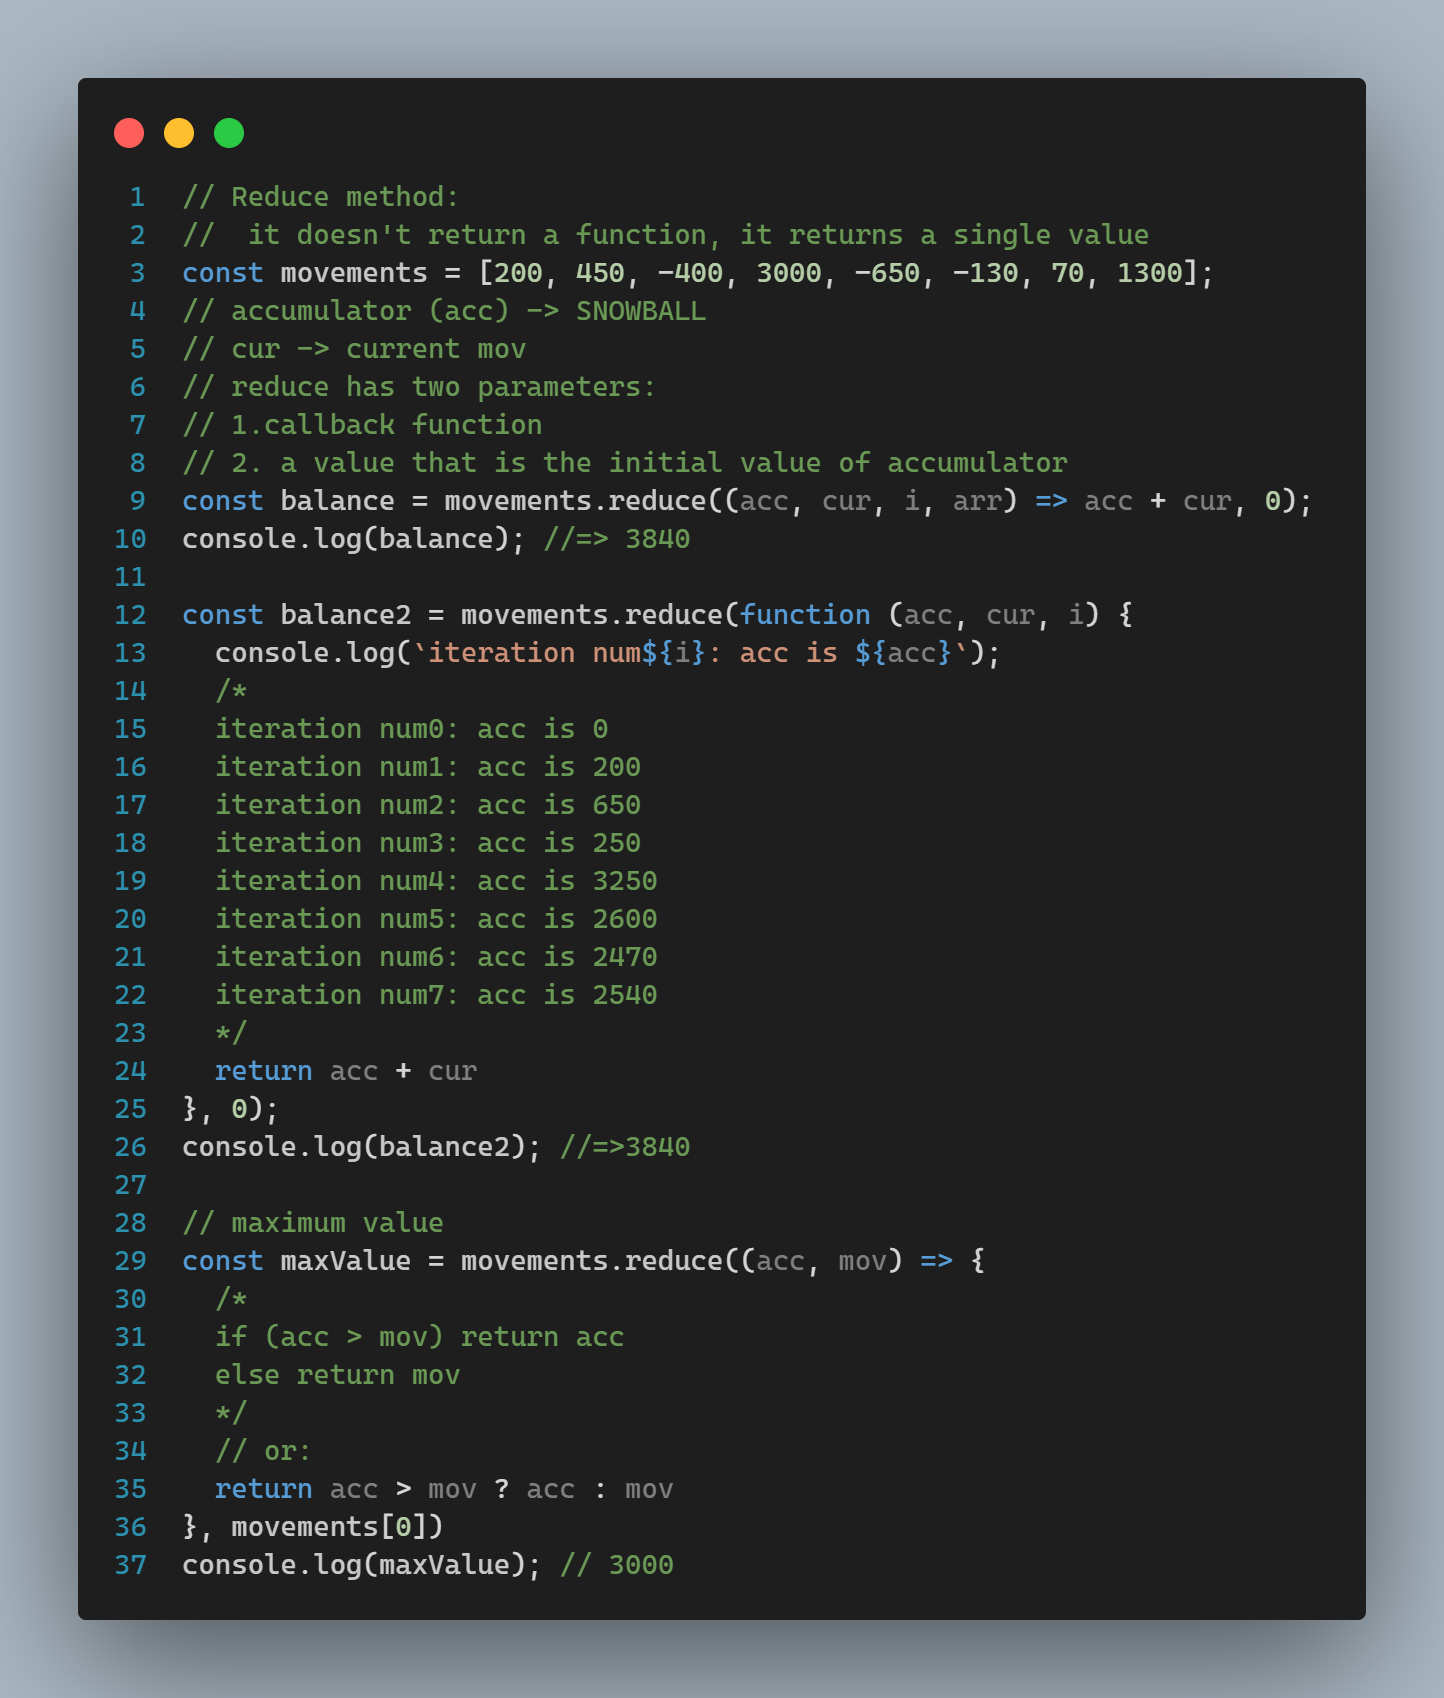 1 // Reduce method:
2 //  it doesn't return a function, it returns a single value
3 const movements = [200, 450, -400, 3000, -650, -130, 70, 1300];
4 // accumulator (acc) -> SNOWBALL
5 // cur -> current mov
6 // reduce has two parameters:
7 // 1.callback function
8 // 2. a value that is the initial value of accumulator
9 const balance = movements.reduce((acc, cur, i, arr) => acc + cur, 0);
10 console.log(balance); //=> 3840
11
12 const balance2 = movements.reduce(function (acc, cur, i) {
13   console.log(`iteration num${i}: acc is ${acc}`);
14   /*
15   iteration num0: acc is 0
16   iteration num1: acc is 200
17   iteration num2: acc is 650
18   iteration num3: acc is 250
19   iteration num4: acc is 3250
20   iteration num5: acc is 2600
21   iteration num6: acc is 2470
22   iteration num7: acc is 2540
23   */
24   return acc + cur
25 }, 0);
26 console.log(balance2); //=>3840
27
28 // maximum value
29 const maxValue = movements.reduce((acc, mov) => {
30   /*
31   if (acc > mov) return acc
32   else return mov
33   */
34   // or:
35   return acc > mov ? acc : mov
36 }, movements[0])
37 console.log(maxValue); // 3000